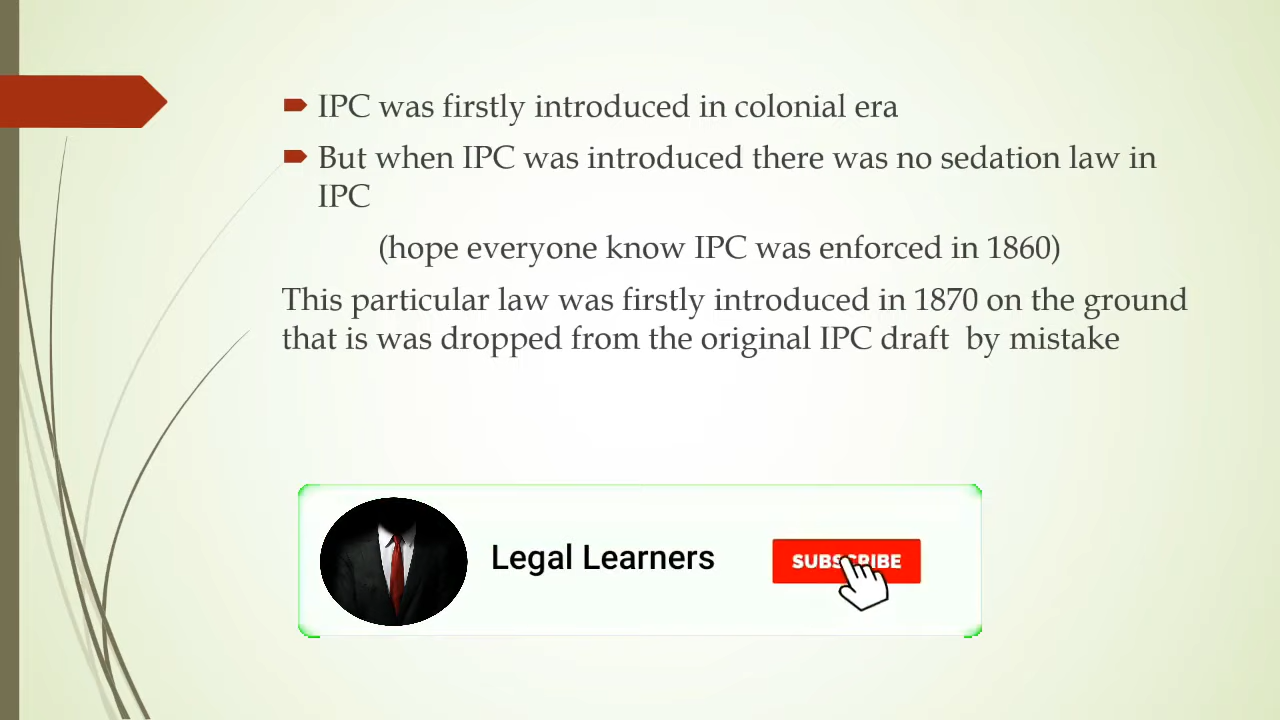 IPC was firstly introduced in colonial era
But when IPC was introduced there was no sedation law in
IPC
(hope everyone know IPC was enforced in 1860)
This particular law was firstly introduced in 1870 on the ground
that is was dropped from the original IPC draft  by mistake
Legal Learners
SUBSCRIBE